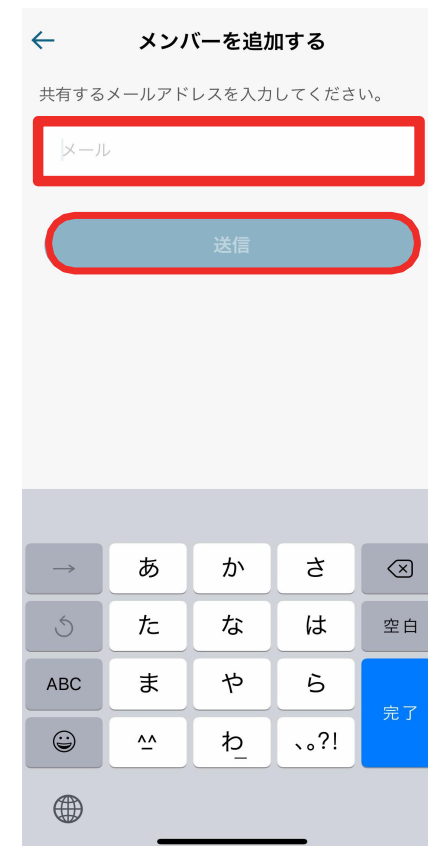 メンバーを追加する
共有するメールアドレスを入力してください。
メール
送信
→ あ か さ
た な は 空白
ABC ま や ら
^_^ わ_ 、。?! 完了